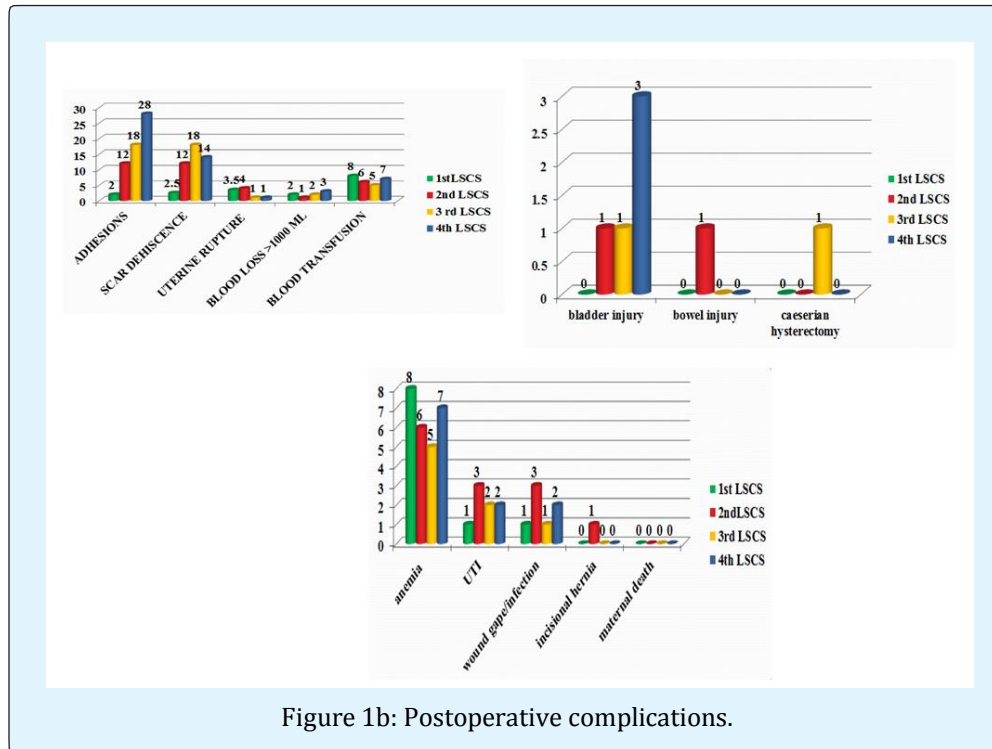 30
25
20
15
10
5
0
2 12 18 28
2.5 12 18 14
3.54 1 1
2 1 2 3
8 6 5 7
ADHESIONS
SCAR DEHISCENCE
UTERINE RUPTURE
BLOOD LOSS >1000 ML
BLOOD TRANSFUSION
1stLSCS
2nd LSCS
3 rd LSCS
4th LSCS
3
2.5
2
1.5
1
0.5
0
0 1 1 3
0 1 0 0
0 0 1 0
bladder injury
bowel injury
caeserian
hysterectomy
1st LSCS
2nd LSCS
3rd LSCS
4th LSCS
8
7
6
5
4
3
2
1
0
8 6 5 7
1 3 2 2
1 3 1 2
0 1 0 0
0 0 0 0
anemia
UTI
wound gape/infection
incisional hernia
maternal death
1st LSCS
2ndLSCS
3rd LSCS
4th LSCS
Figure 1b: Postoperative complications.